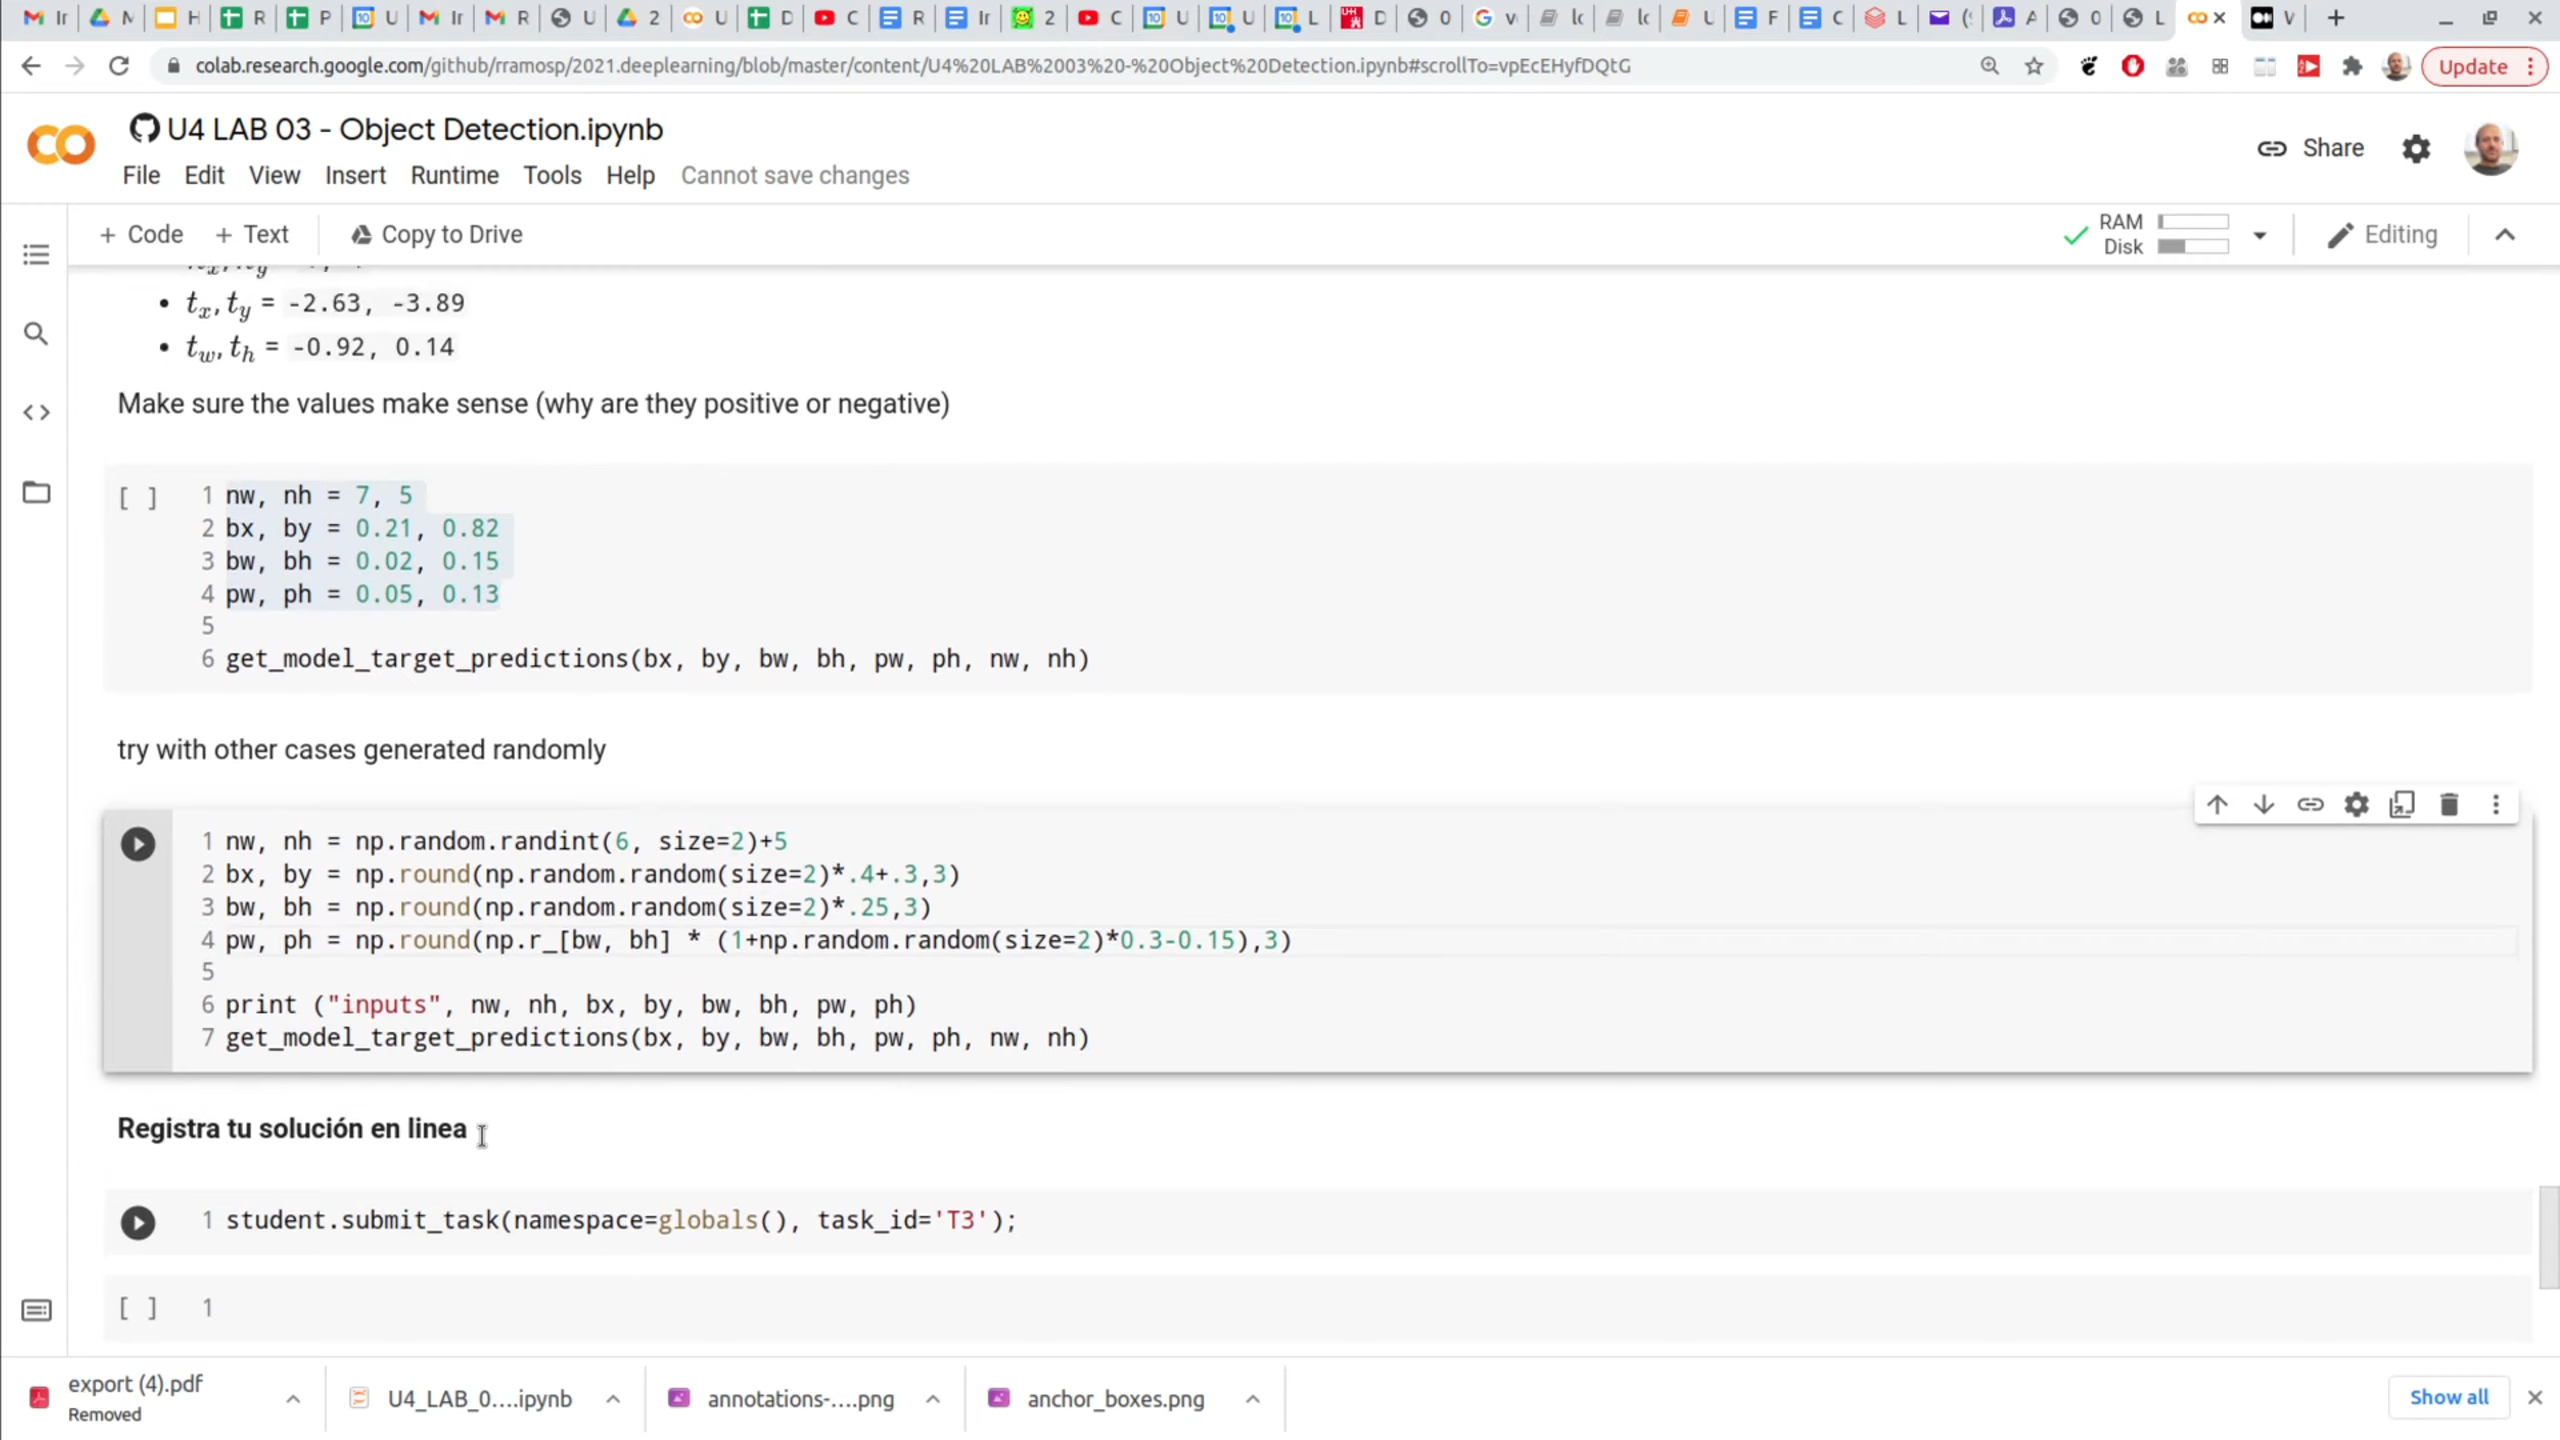 colab.research.google.com/github/rramosp/2021.deeplearning/blob/master/content/U4%20LAB%2003%20-%20Object%20Detection.ipynb#scrollTo=vpEcEHyfDQtG
Update
U4 LAB 03 - Object Detection.ipynb
File Edit View Insert Runtime Tools Help Cannot save changes
Share
+ Code + Text Copy to Drive
RAM
Disk
Editing
• tx, ty = -2.63, -3.89
• tw, th = -0.92, 0.14
Make sure the values make sense (why are they positive or negative)
[ ]
1 nw, nh = 7, 5
2 bx, by = 0.21, 0.82
3 bw, bh = 0.02, 0.15
4 pw, ph = 0.05, 0.13
5
6 get_model_target_predictions(bx, by, bw, bh, pw, ph, nw, nh)
try with other cases generated randomly
1 nw, nh = np.random.randint(6, size=2)+5
2 bx, by = np.round(np.random.random(size=2)*.4+.3,3)
3 bw, bh = np.round(np.random.random(size=2)*.25,3)
4 pw, ph = np.round(np.r_[bw, bh] * (1+np.random.random(size=2)*0.3-0.15),3)
5
6 print ("inputs", nw, nh, bx, by, bw, bh, pw, ph)
7 get_model_target_predictions(bx, by, bw, bh, pw, ph, nw, nh)
Registra tu solución en linea
1 student.submit_task(namespace=globals(), task_id='T3');
[ ] 1
export (4).pdf
Removed
U4_LAB_0....ipynb
annotations-....png
anchor_boxes.png
Show all